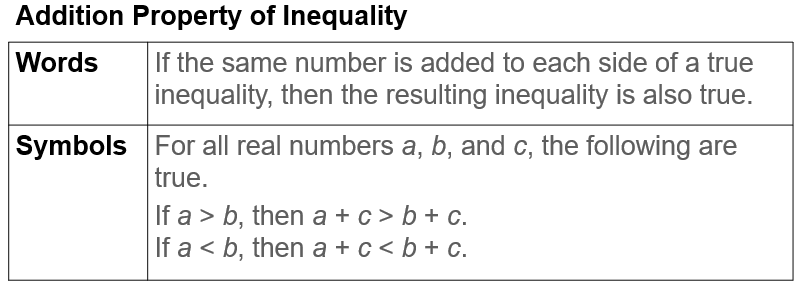 Addition Property of Inequality
Words
If the same number is added to each side of a true
inequality, then the resulting inequality is also true.
Symbols
For all real numbers a, b, and c, the following are
true.
If a > b, then a + c > b + c.
If a < b, then a + c < b + c.